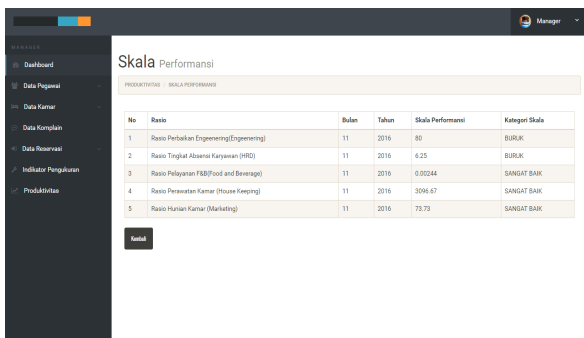 Manager
MANAGER
Dashboard
Data Pegawai
Data Kamar
Data Komplain
Data Reservasi
Indikator Pengukuran
Produktivitas
Skala Performansi
PRODUKTIVITAS / SKALA PERFORMANSI
No Rasio Bulan Tahun Skala Performansi Kategori Skala
1 Rasio Perbaikan Engeenering(Engeenering) 11 2016 80 BURUK
2 Rasio Tingkat Absensi Karyawan (HRD) 11 2016 6.25 BURUK
3 Rasio Pelayanan F&B(Food and Beverage) 11 2016 0.00244 SANGAT BAIK
4 Rasio Perawatan Kamar (House Keeping) 11 2016 3096.67 SANGAT BAIK
5 Rasio Hunian Kamar (Marketing) 11 2016 73.73 SANGAT BAIK
Kembali